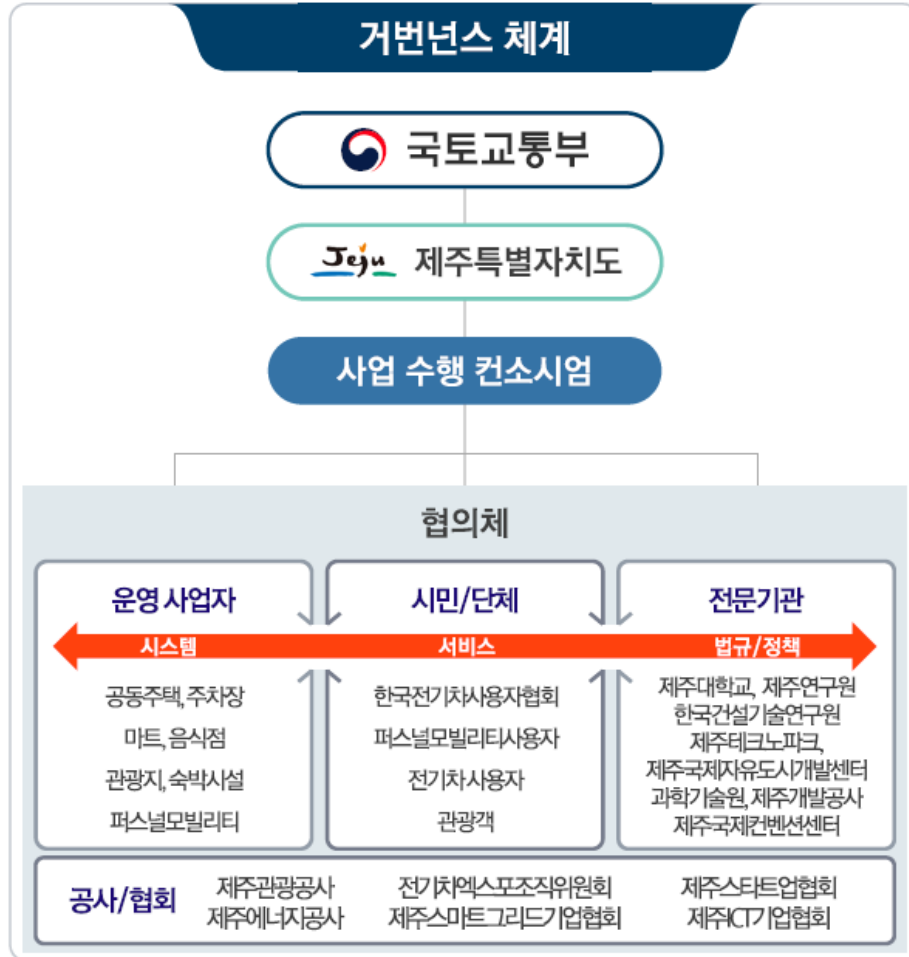 거번넌스 체계
국토교통부
Jeju 제주특별자치도
사업 수행 컨소시엄
협의체
운영 사업자
시민/단체
전문기관
시스템
서비스
법규/정책
공동주택, 주차장
마트, 음식점
관광지, 숙박시설
퍼스널모빌리티
한국전기차사용자협회
퍼스널모빌리티사용자
전기차 사용자
관광객
제주대학교, 제주연구원
한국건설기술연구원
제주테크노파크,
제주국제자유도시개발센터
과학기술원, 제주개발공사
제주국제컨벤션센터
공사/협회
제주관광공사
제주에너지공사
전기차엑스포조직위원회
제주스마트그리드기업협회
제주스타트업협회
제주ICT기업협회